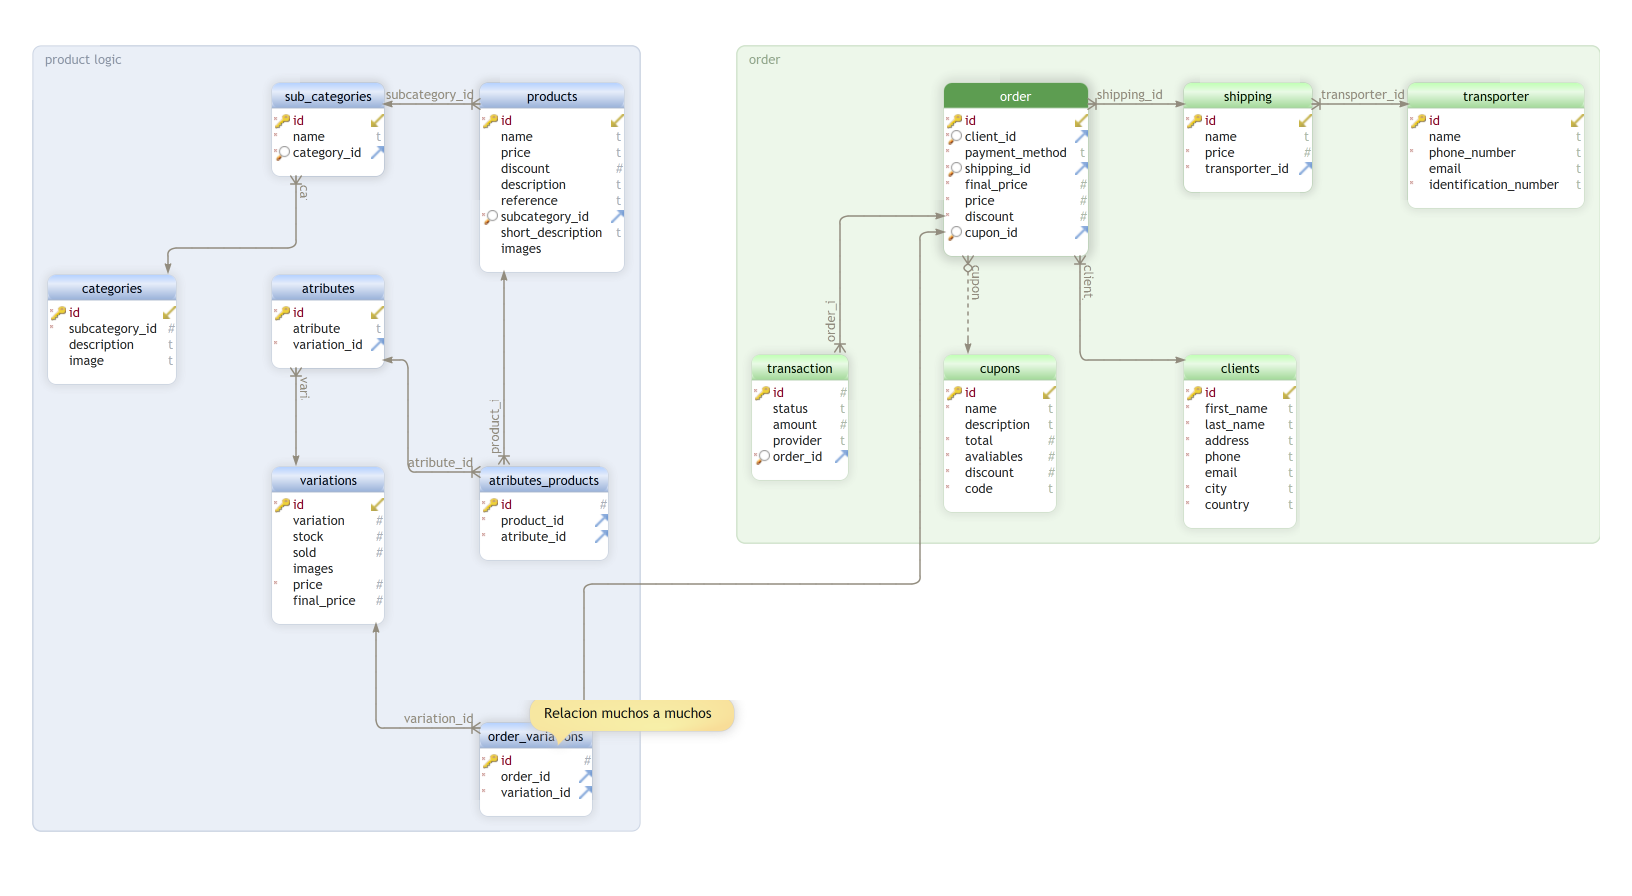 product logic
sub_categories
id
name t
category_id
subcategory_id
products
id
name t
price t
discount #
description t
reference t
subcategory_id
short_description t
images
ca
categories
id
subcategory_id #
description t
image t
atributes
id
atribute t
variation_id
vari.
atribute_id
product_i
variations
id
variation #
stock #
sold #
images
price #
final_price #
atributes_products
id #
product_id
atribute_id
variation_id
Relacion muchos a muchos
id #
order_id
variation_id
order
order
id
client_id
payment_method t
shipping_id
final_price #
price #
discount #
cupon_id
shipping_id
shipping
id
name t
price #
transporter_id
transporter_id
transporter
id
name t
phone_number t
email t
identification_number t
order_i
cupon
client.
transaction
id #
status t
amount #
provider t
order_id
cupons
id
name t
description t
total #
avaliables #
discount #
code t
clients
id
first_name t
last_name t
address t
phone t
email t
city t
country t